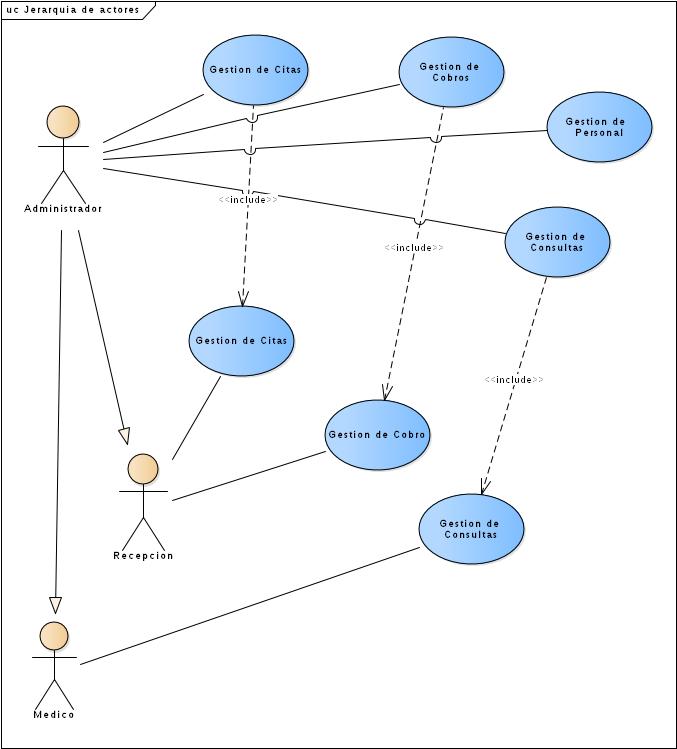 uc Jerarquia de actores
Gestion de Citas
Gestion de
Cobros
Gestion de
Personal
Administrador
<<include>>
Gestion de
Consultas
<<include>>
Gestion de Citas
<<include>>
Gestion de Cobro
Recepcion
Gestion de
Consultas
Medico